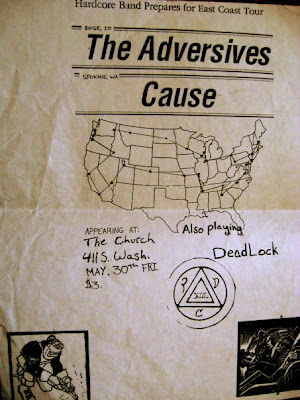 Hardcore Band Prepares for East Coast Tour
BOISE, ID
The Adversives
SPOKANE, WA
Cause
APPEARING AT:
The Church
411 S. Wash.
MAY. 30th FRI
$3.
Also playing
DeadLock
P D
C